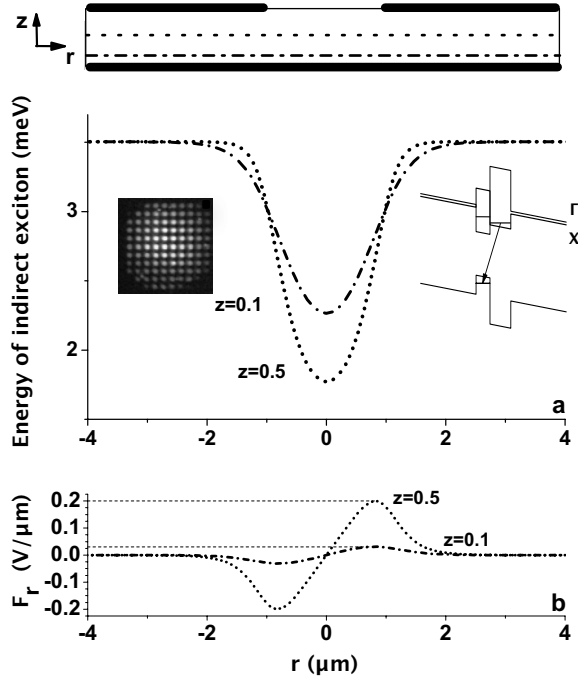 z
r
Energy of indirect exciton (meV)
3
2
z=0.1
z=0.5
Γ
X
a
-4 -2 0 2 4
F_r (V/μm)
0.2
0.1
0.0
-0.1
-0.2
z=0.5
z=0.1
b
-4 -2 0 2 4
r (μm)